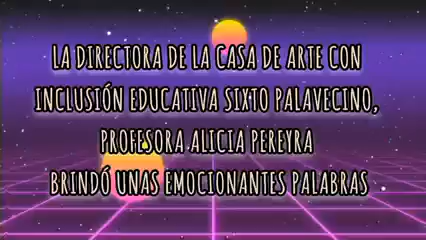 LA DIRECTORA DE LA CASA DE ARTE CON
INCLUSIÓN EDUCATIVA SIXTO PALAVECINO,
PROFESORA ALICIA PEREYRA
BRINDÓ UNAS EMOCIONANTES PALABRAS